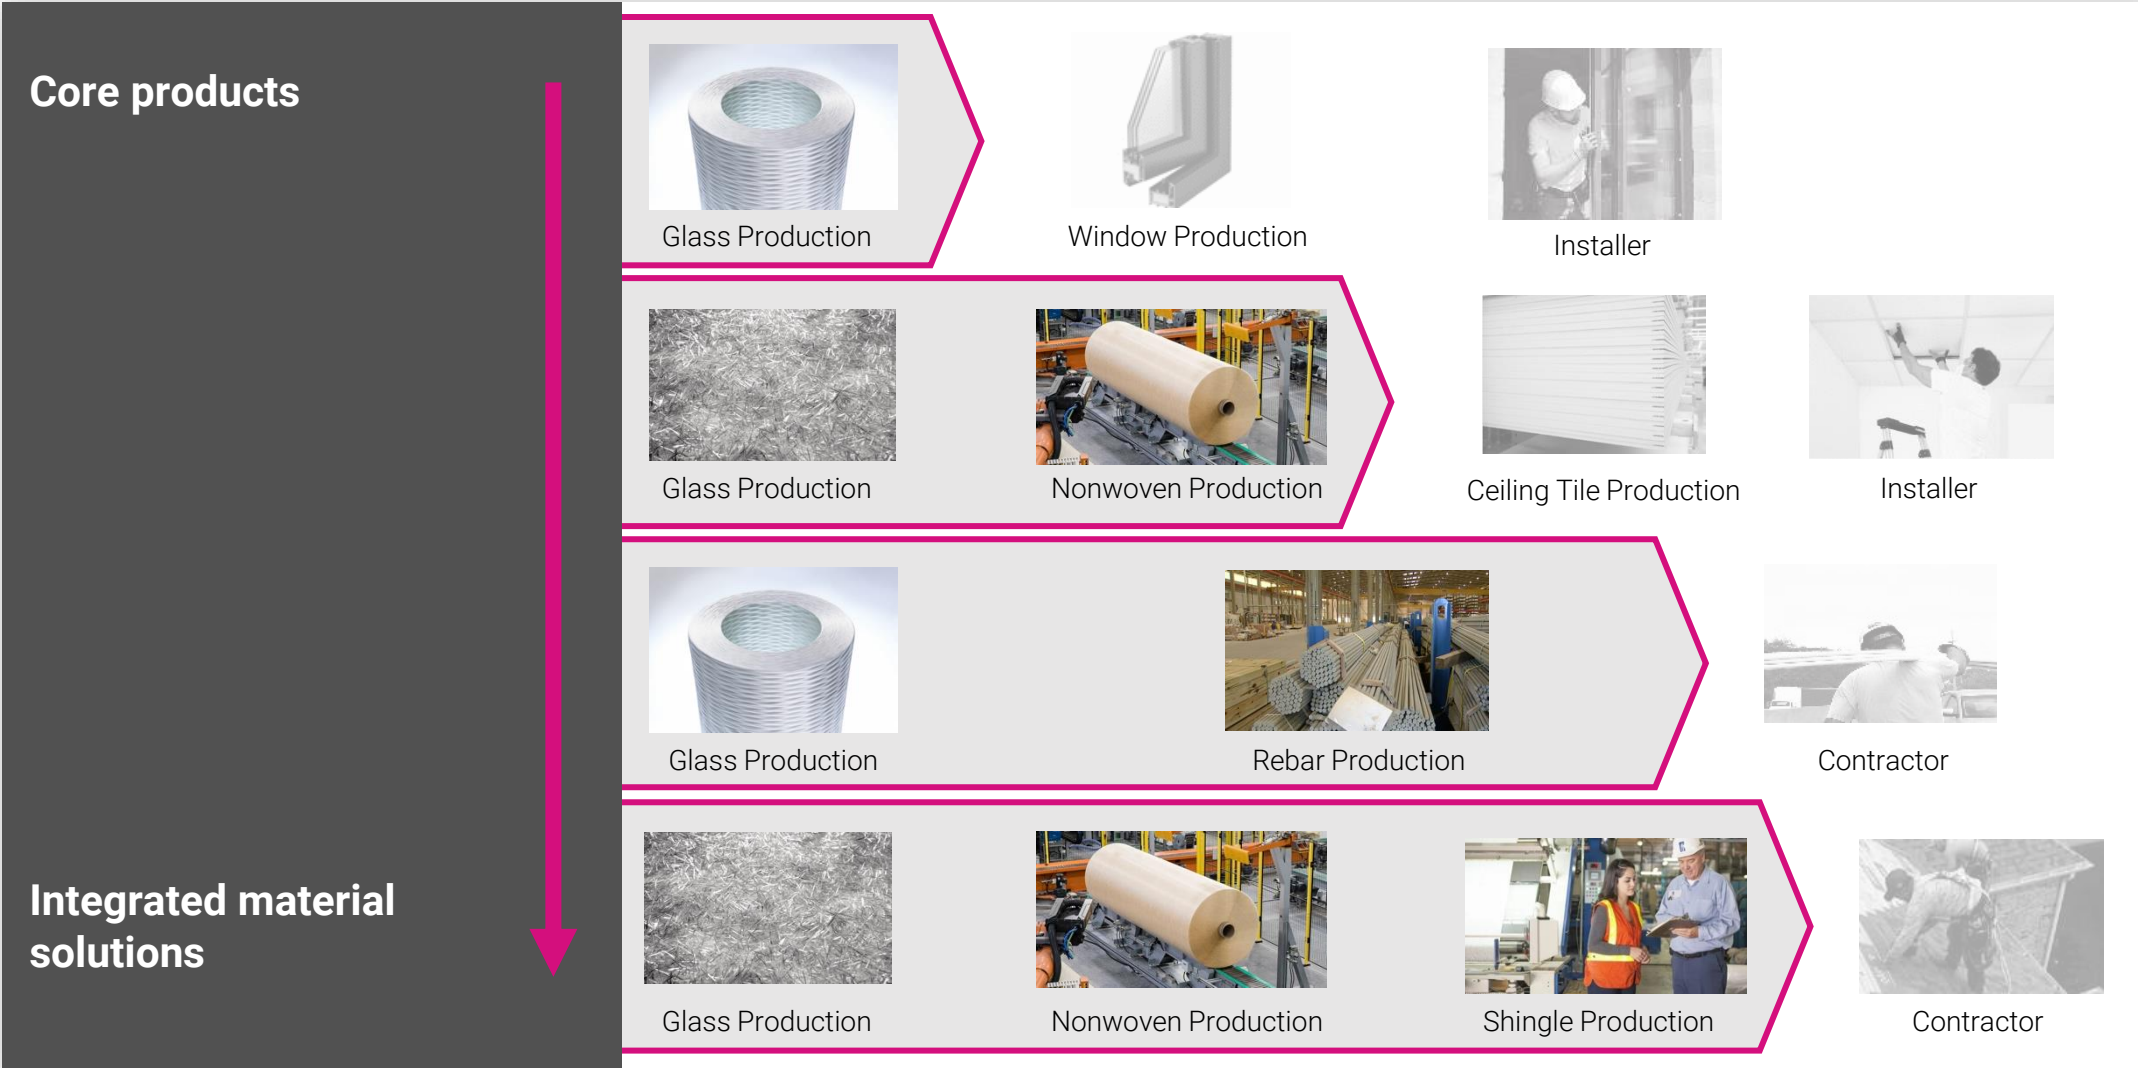 Core products
Glass Production
Window Production
Installer
Glass Production
Nonwoven Production
Ceiling Tile Production
Installer
Glass Production
Rebar Production
Contractor
Integrated material
solutions
Glass Production
Nonwoven Production
Shingle Production
Contractor